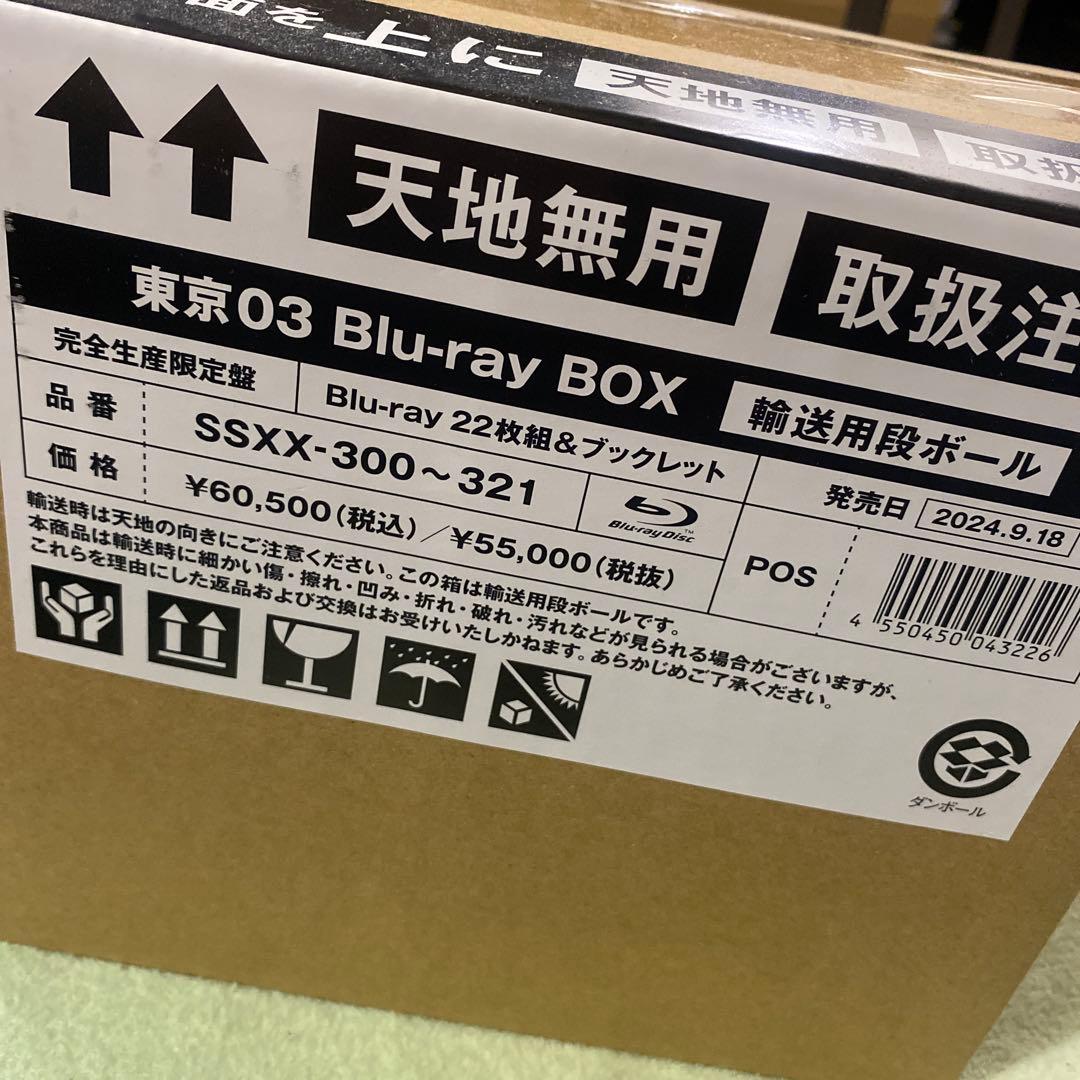 面を下に 天地無用 取扱
天地無用 取扱注
東京03 Blu-ray BOX 輸送用段ボール
完全生産限定盤 Blu-ray 22枚組&ブックレット 発売日 2024.9.18
品番 SSXX-300～321 Blu-ray Disc™
価格 ¥60,500(税込)／¥55,000(税抜) POS
4 550450 043226
輸送時は天地の向きにご注意ください。この箱は輸送用段ボールです。
本商品は輸送時に細かい傷・擦れ・凹み・折れ・破れ・汚れなどが見られる場合がございますが、
これらを理由にした返品および交換はお受けいたしかねます。あらかじめご了承ください。
ダンボール